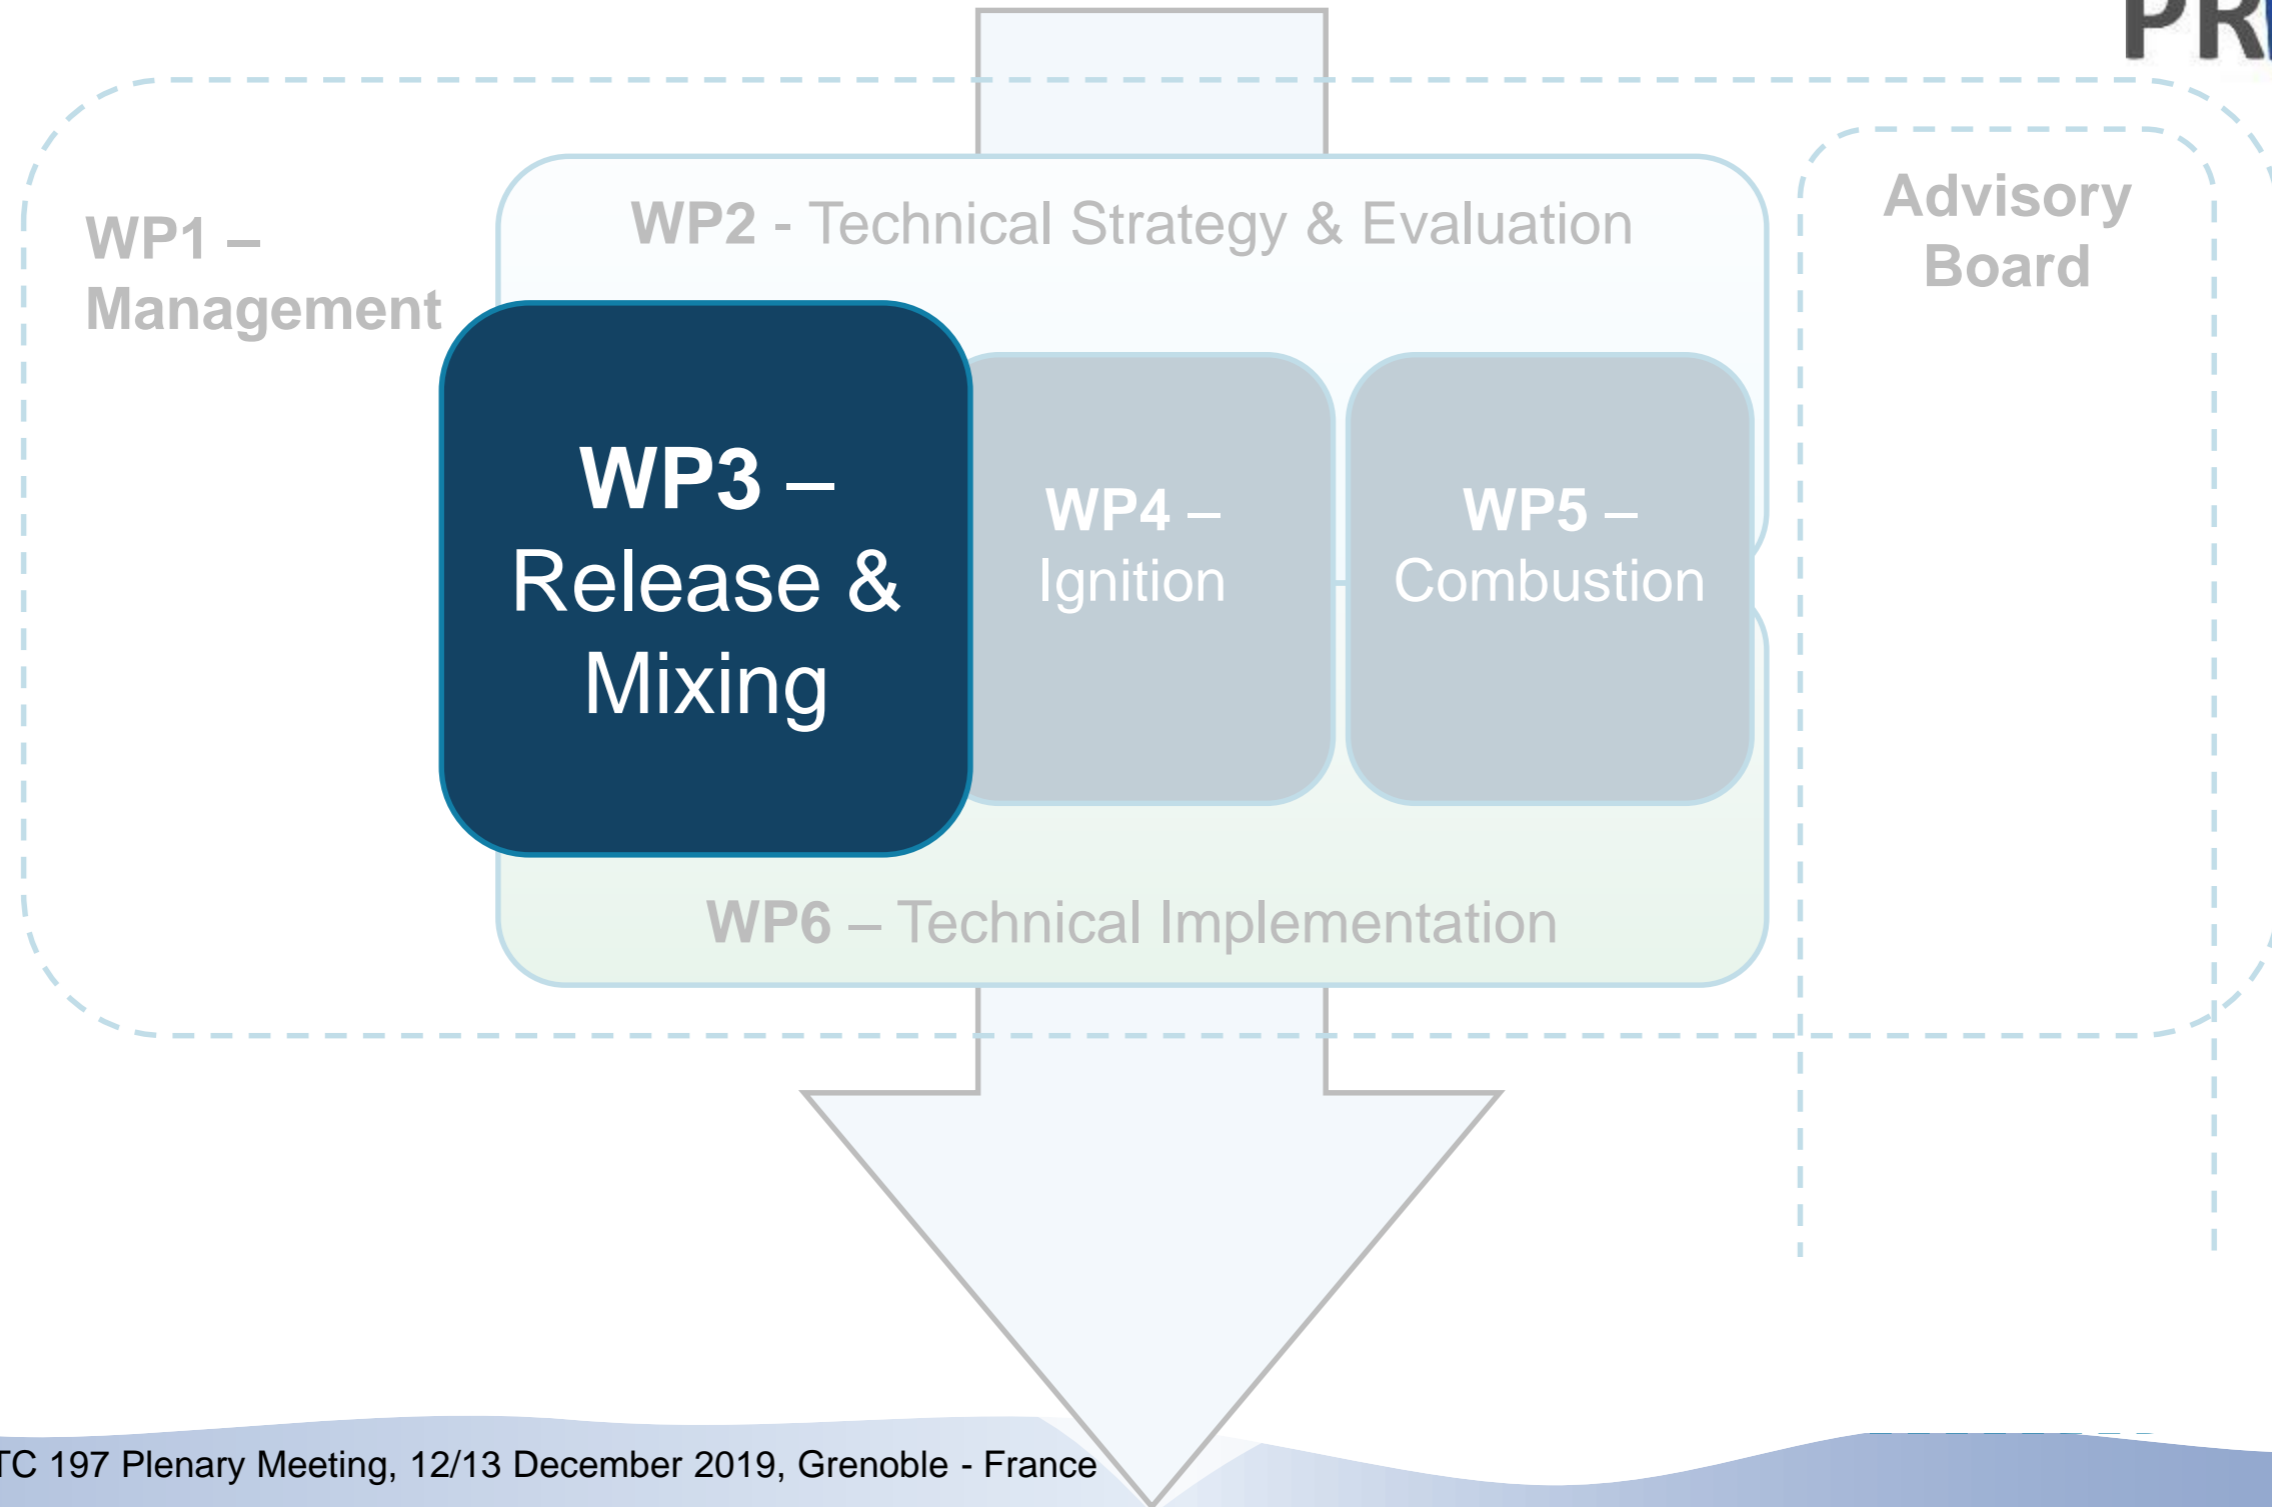 PR
WP1 –
Management
WP2 - Technical Strategy & Evaluation
Advisory
Board
WP3 –
Release &
Mixing
WP4 –
Ignition
WP5 –
Combustion
WP6 – Technical Implementation
TC 197 Plenary Meeting, 12/13 December 2019, Grenoble - France